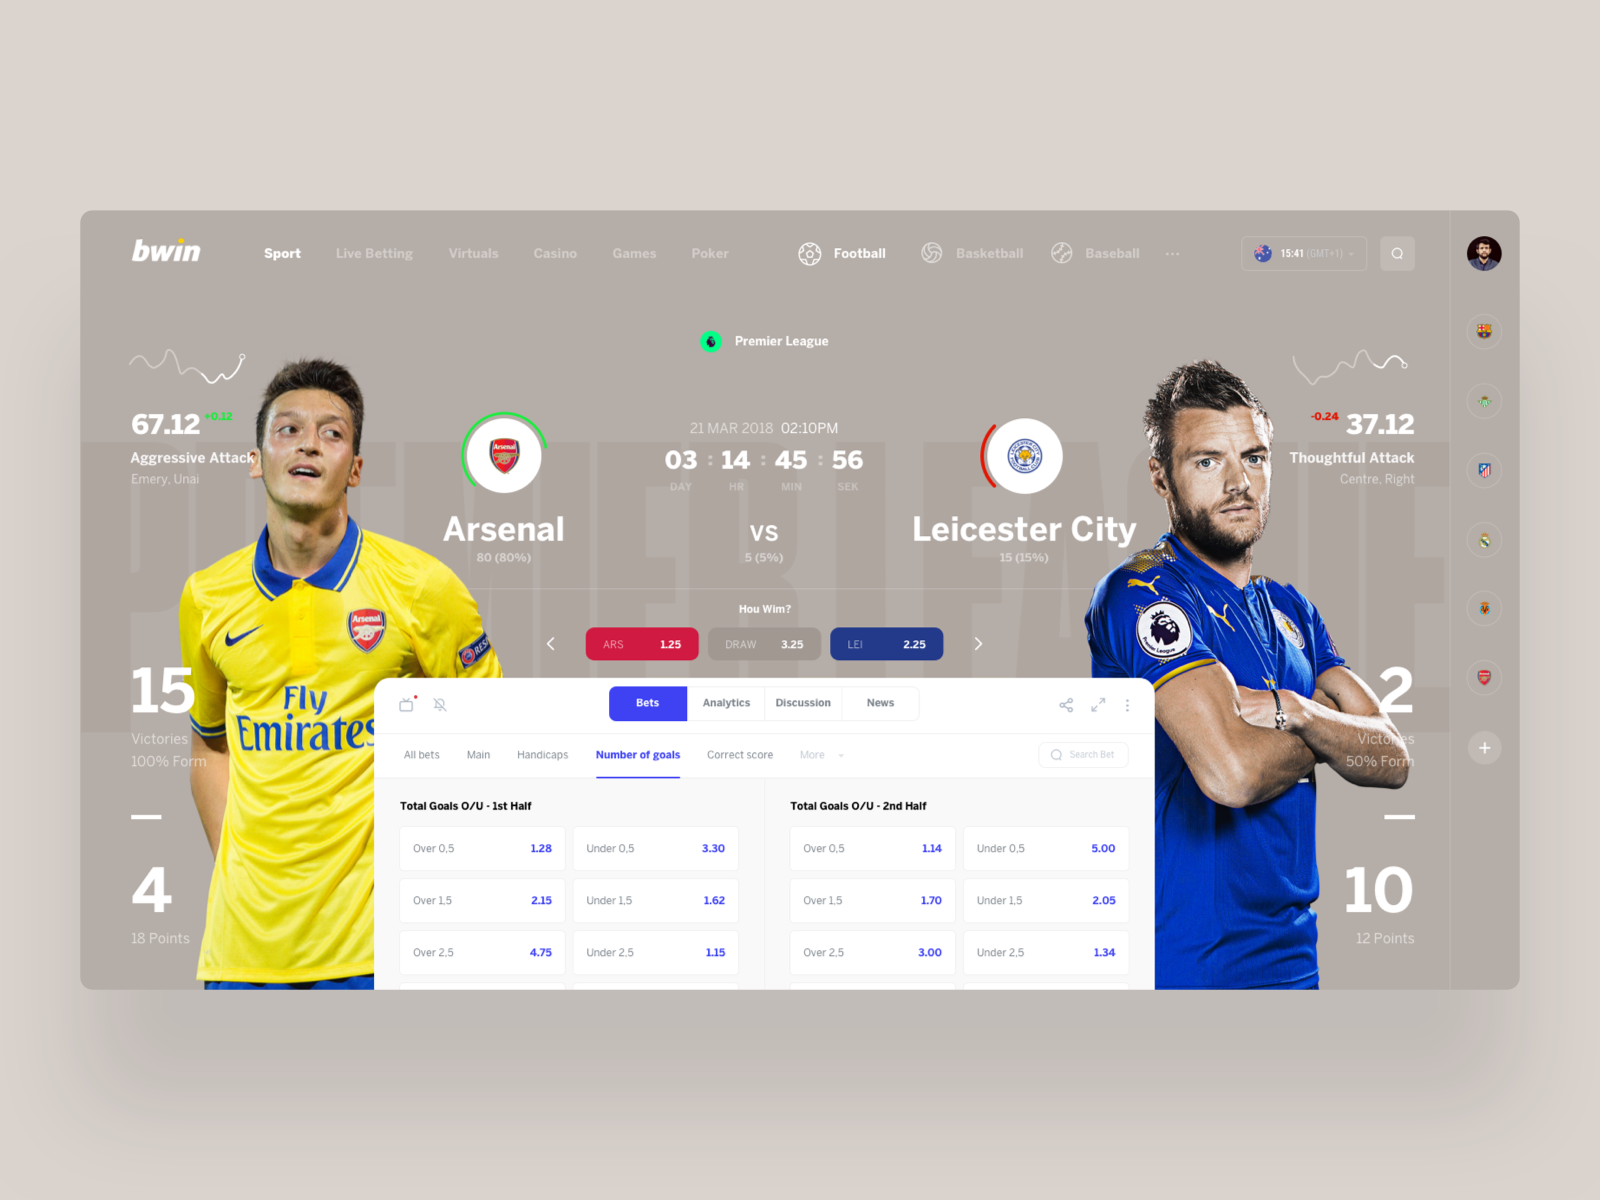 bwin
Sport
Live Betting
Virtuals
Casino
Games
Poker
Football
Basketball
Baseball
15:41 (GMT+1)
Premier League
67.12 +0.12
Aggressive Attack
Emery, Unai
21 MAR 2018 02:10PM
03 : 14 : 45 : 56
DAY HR MIN SEK
-0.24 37.12
Thoughtful Attack
Centre, Right
PREMIER LEAGUE
Arsenal
Arsenal
80 (80%)
VS
5 (5%)
Leicester City
15 (15%)
Hou Wim?
ARS 1.25
DRAW 3.25
LEI 2.25
15
Victories
100% Form
4
18 Points
Arsenal
RES
Fly
Emirates
Premier League
2
Victories
50% Form
10
12 Points
Bets
Analytics
Discussion
News
All bets
Main
Handicaps
Number of goals
Correct score
More
Search Bet
Total Goals O/U - 1st Half
Over 0,5 1.28
Under 0,5 3.30
Over 1,5 2.15
Under 1,5 1.62
Over 2,5 4.75
Under 2,5 1.15
Total Goals O/U - 2nd Half
Over 0,5 1.14
Under 0,5 5.00
Over 1,5 1.70
Under 1,5 2.05
Over 2,5 3.00
Under 2,5 1.34